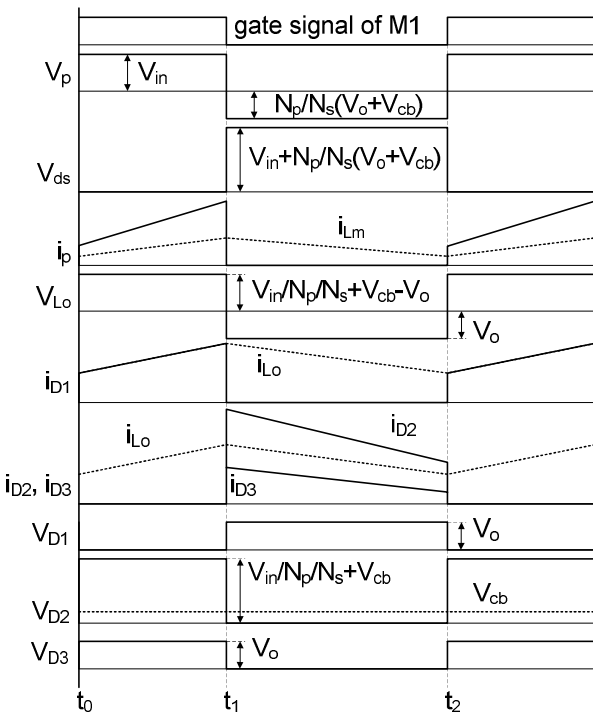 gate signal of M1
Vp
Vin
Np/Ns(Vo+Vcb)
Vds
Vin+Np/Ns(Vo+Vcb)
ip
iLm
VLo
Vin/Np/Ns+Vcb-Vo
Vo
iD1
iLo
iLo
iD2
iD2, iD3
iD3
VD1
Vo
Vin/Np/Ns+Vcb
VD2
Vcb
VD3
Vo
t0 t1 t2